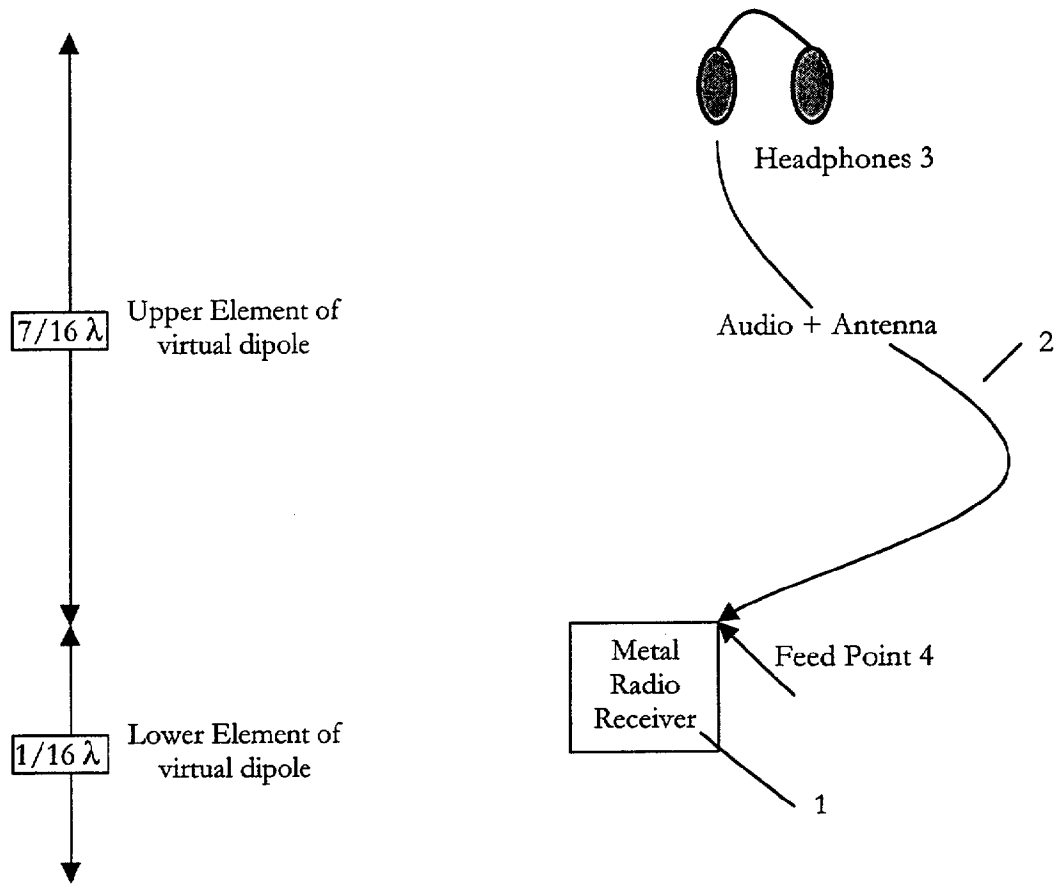 Headphones 3
Upper Element of
virtual dipole
7/16 λ
Audio + Antenna
2
Metal
Radio
Receiver
Feed Point 4
Lower Element of
virtual dipole
1/16 λ
1